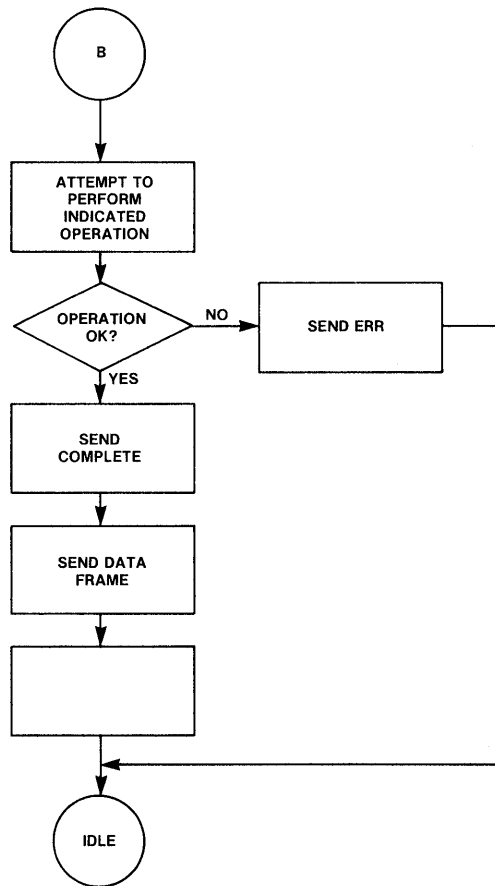 B
ATTEMPT TO
PERFORM
INDICATED
OPERATION
OPERATION
OK?
NO
SEND ERR
YES
SEND
COMPLETE
SEND DATA
FRAME
IDLE